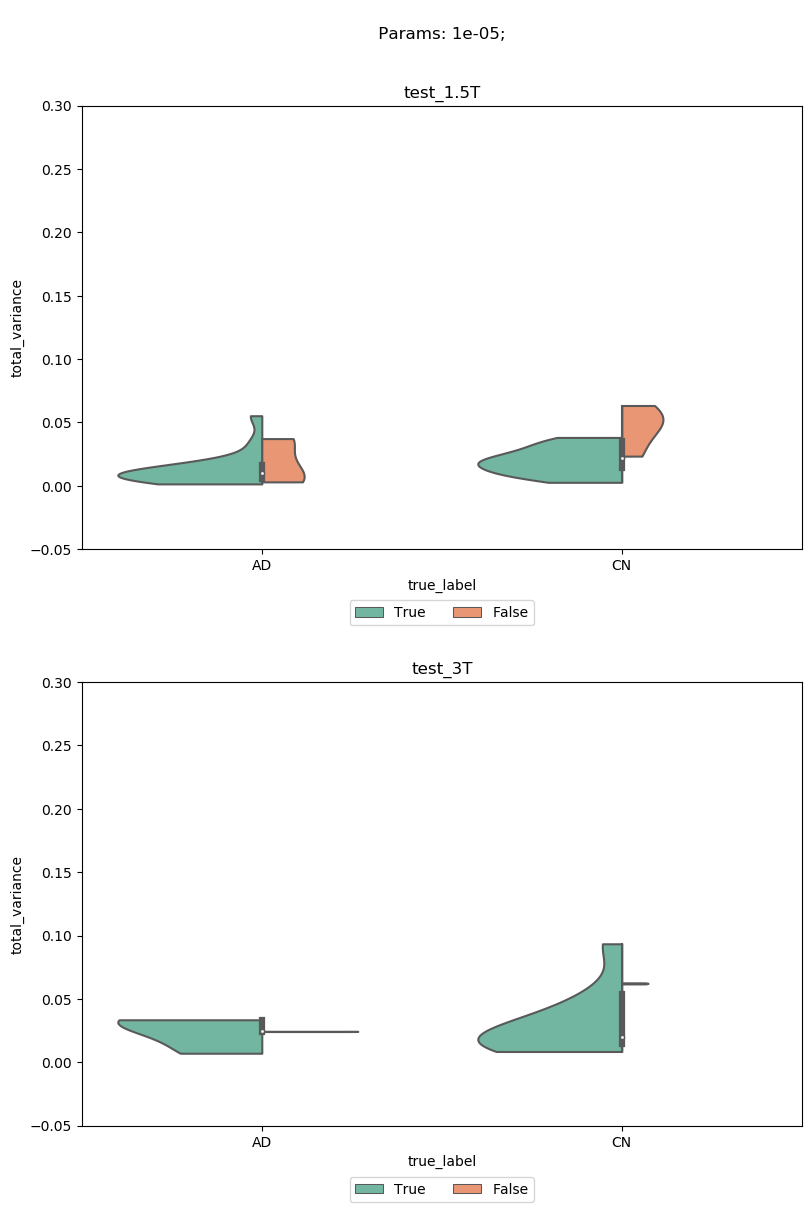 Params: 1e-05;
test_1.5T
0.30
0.25
0.20
0.15
0.10
0.05
0.00
−0.05
total_variance
AD
CN
true_label
True
False
test_3T
0.30
0.25
0.20
0.15
0.10
0.05
0.00
−0.05
total_variance
AD
CN
true_label
True
False